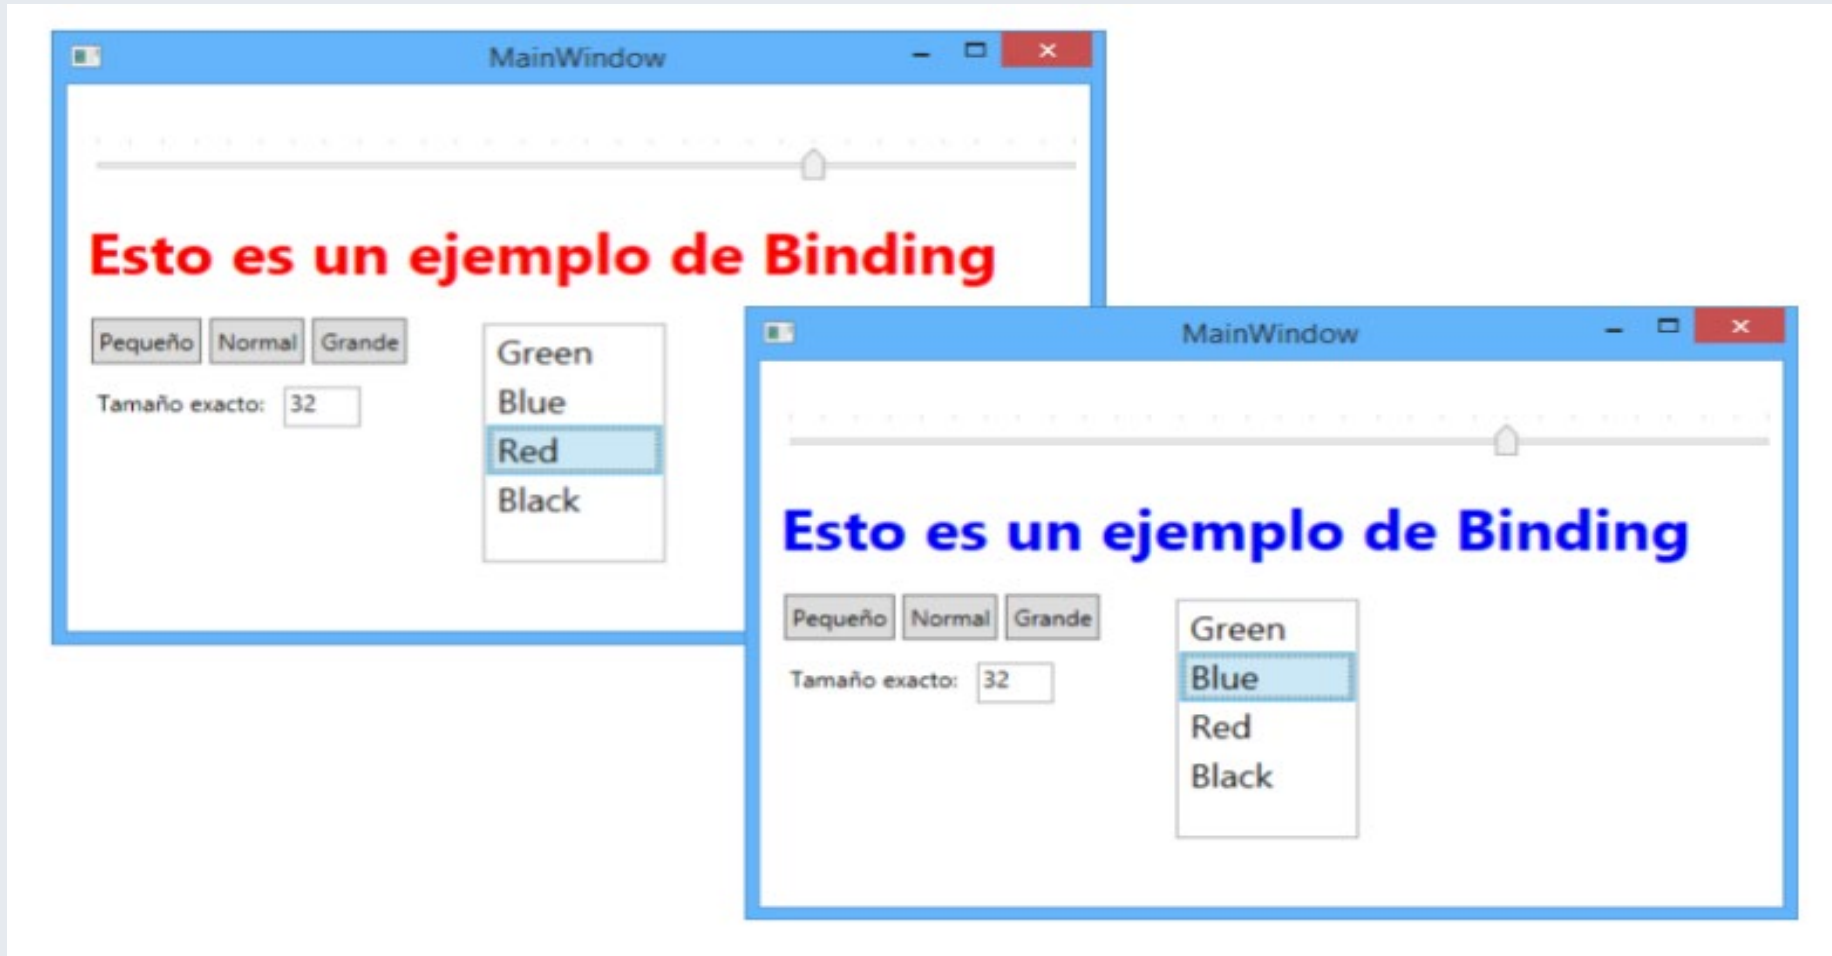 MainWindow
Esto es un ejemplo de Binding
Pequeño Normal Grande
Tamaño exacto: 32
Green
Blue
Red
Black
MainWindow
Esto es un ejemplo de Binding
Pequeño Normal Grande
Tamaño exacto: 32
Green
Blue
Red
Black